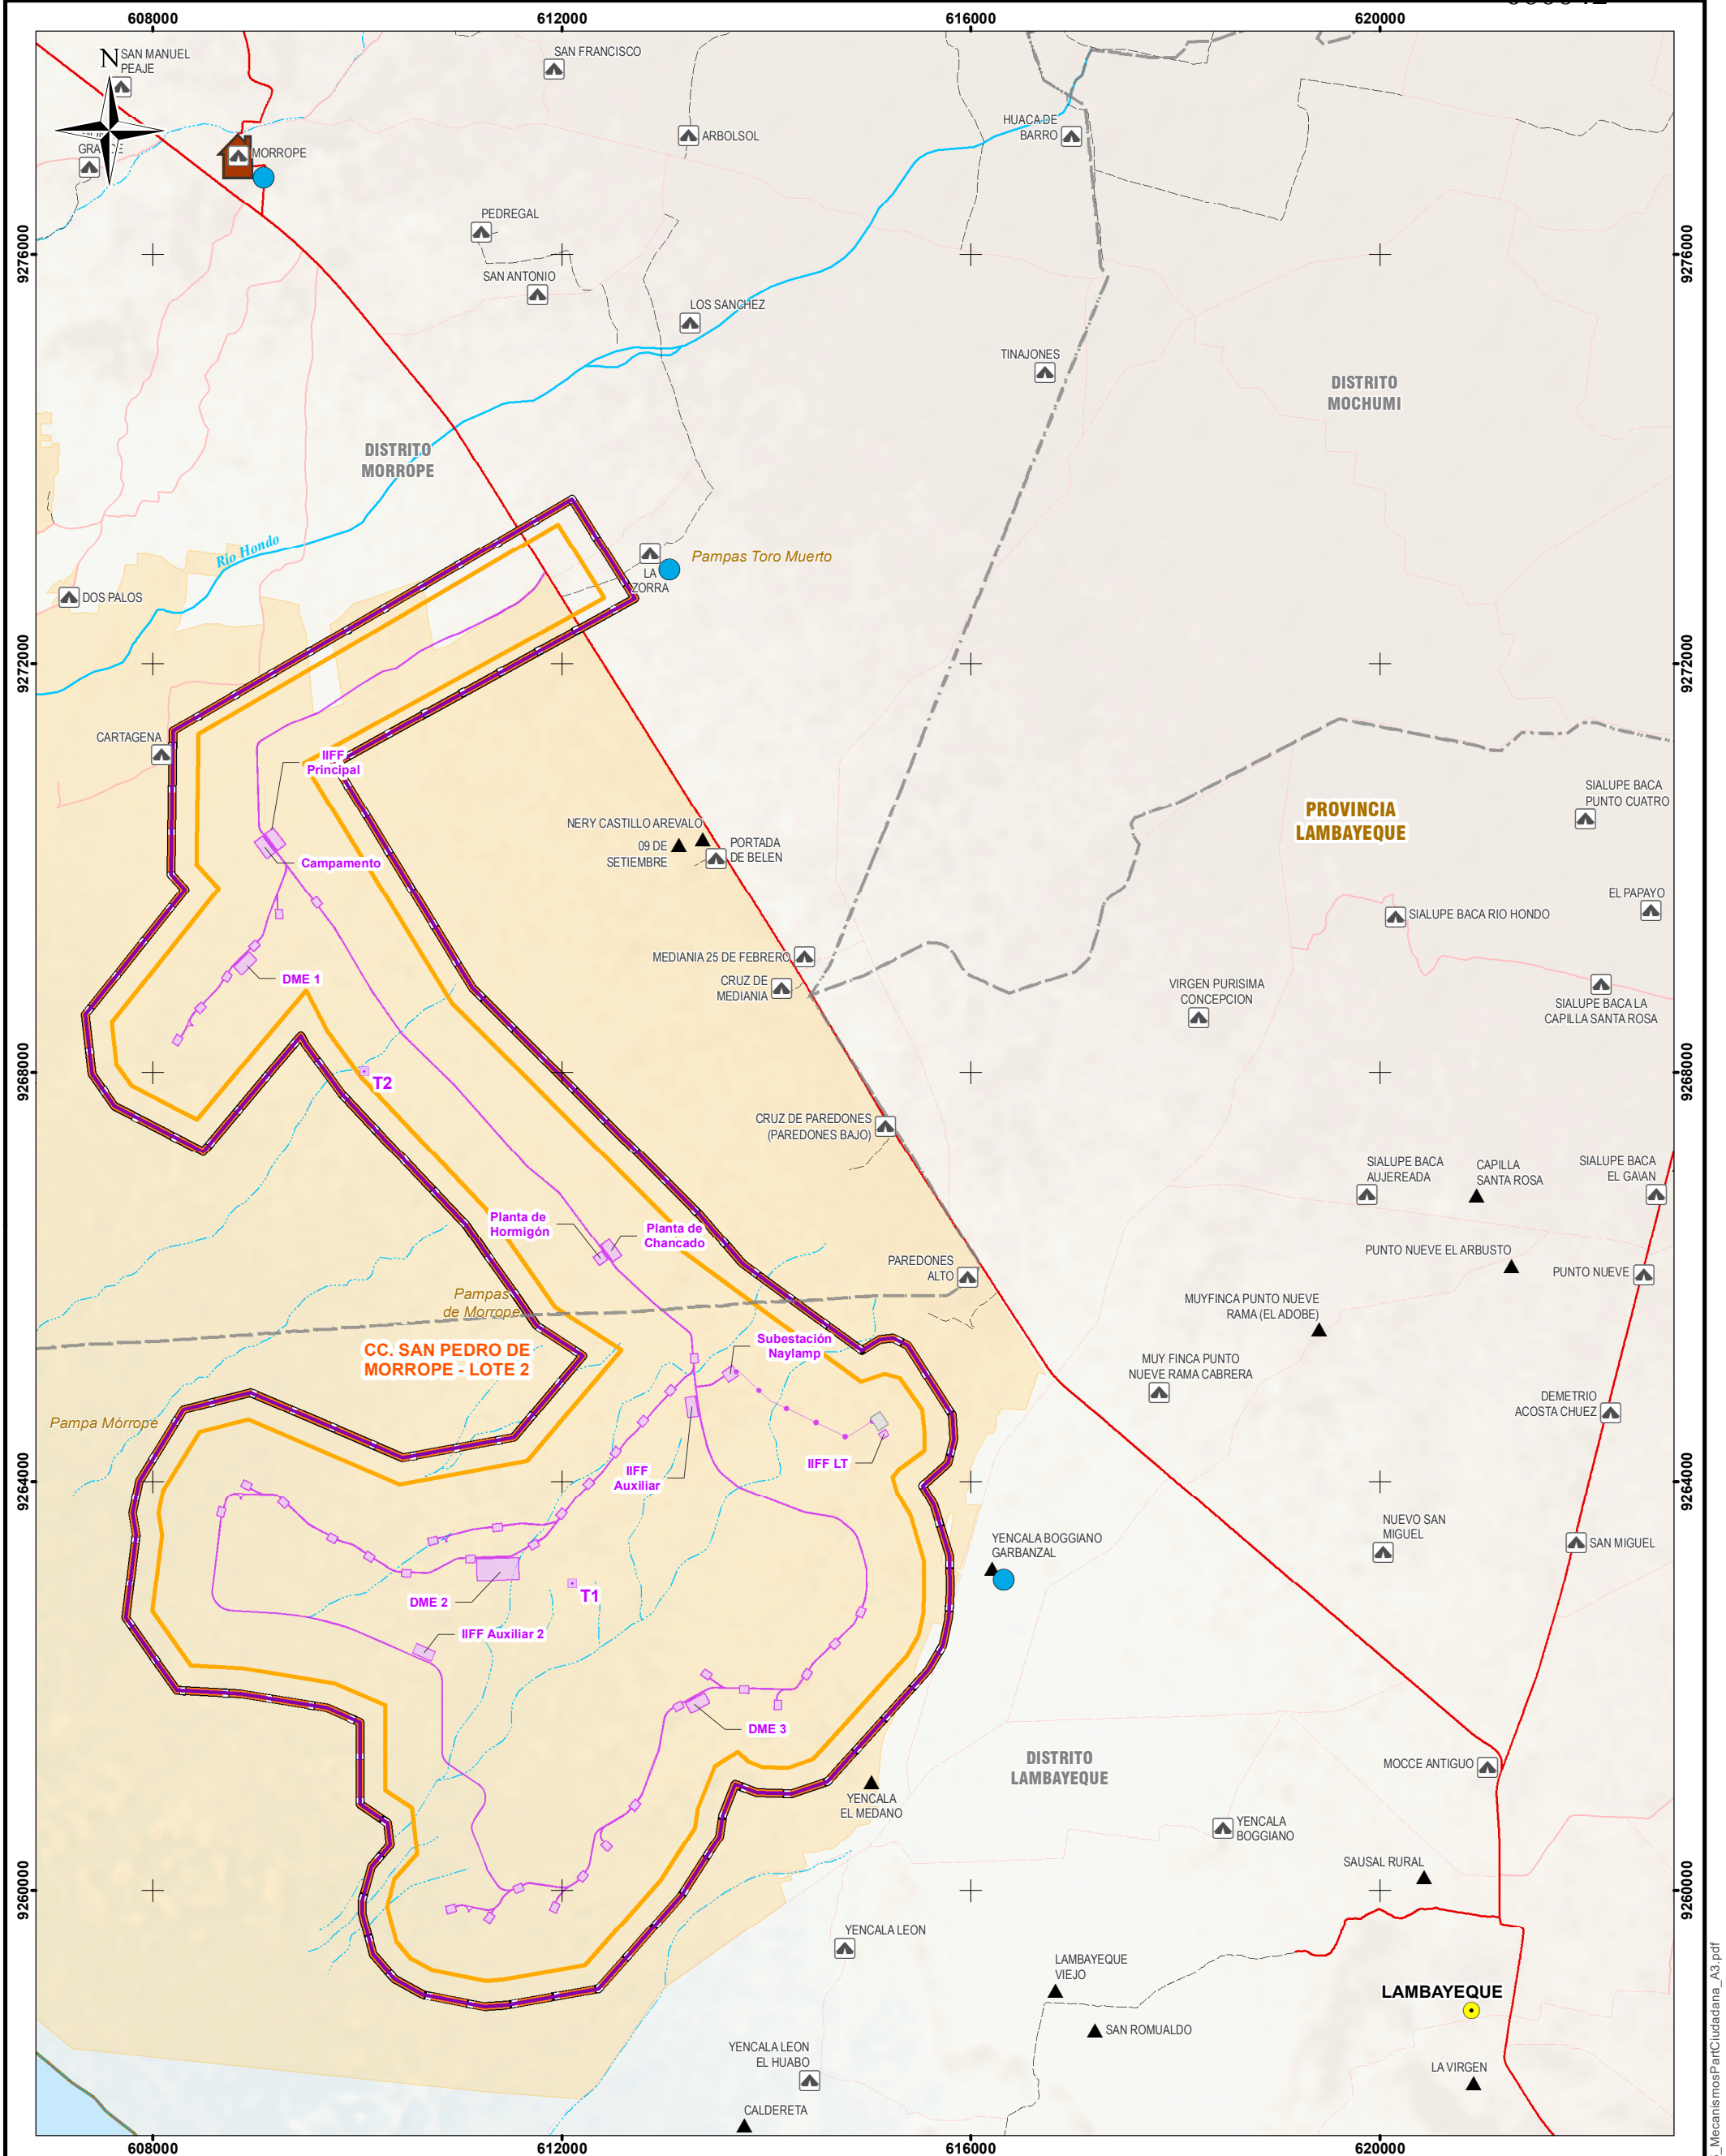 608000
612000
616000
620000
N
SAN MANUEL
PEAJE
SAN FRANCISCO
HUACA DE
BARRO
ARBOLSOL
MORROPE
PEDREGAL
9276000
9276000
SAN ANTONIO
LOS SANCHEZ
TINAJONES
DISTRITO
MOCHUMI
DISTRITO
MORROPE
Río Hondo
Pampas Toro Muerto
LA
ZORRA
DOS PALOS
9272000
9272000
CARTAGENA
IIFF
Principal
SIALUPE BACA
PUNTO CUATRO
PROVINCIA
LAMBAYEQUE
NERY CASTILLO AREVALO
09 DE
SETIEMBRE
PORTADA
DE BELEN
Campamento
EL PAPAYO
SIALUPE BACA RIO HONDO
MEDIANIA 25 DE FEBRERO
CRUZ DE
MEDIANIA
DME 1
VIRGEN PURISIMA
CONCEPCION
SIALUPE BACA LA
CAPILLA SANTA ROSA
9268000
9268000
T2
CRUZ DE PAREDONES
(PAREDONES BAJO)
SIALUPE BACA
AUJEREADA
CAPILLA
SANTA ROSA
SIALUPE BACA
EL GAVAN
Planta de
Hormigón
Planta de
Chancado
PAREDONES
ALTO
PUNTO NUEVE EL ARBUSTO
PUNTO NUEVE
Pampas
de Morrope
MUYFINCA PUNTO NUEVE
RAMA (EL ADOBE)
CC. SAN PEDRO DE
MORROPE - LOTE 2
Subestación
Naylamp
MUY FINCA PUNTO
NUEVE RAMA CABRERA
DEMETRIO
ACOSTA CHUEZ
Pampa Mórrope
IIFF LT
IIFF
Auxiliar
9264000
9264000
NUEVO SAN
MIGUEL
SAN MIGUEL
YENCALA BOGGIANO
GARBANZAL
DME 2
T1
IIFF Auxiliar 2
DME 3
DISTRITO
LAMBAYEQUE
MOCCE ANTIGUO
YENCALA
EL MEDANO
YENCALA
BOGGIANO
SAUSAL RURAL
9260000
9260000
YENCALA LEON
LAMBAYEQUE
VIEJO
LAMBAYEQUE
SAN ROMUALDO
YENCALA LEON
EL HUABO
LA VIRGEN
CALDERETA
608000
612000
616000
620000
_MecanismosPartCiudadana_A3.pdf